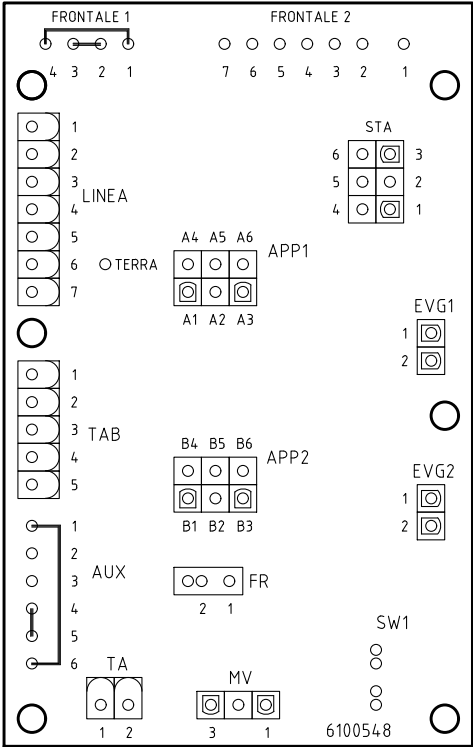 FRONTALE 1
FRONTALE 2
4 3 2 1
7 6 5 4 3 2 1
1
2
3
4
5
6
7
LINEA
TERRA
STA
6 3
5 2
4 1
A4 A5 A6
APP1
A1 A2 A3
EVG1
1
2
1
2
3
4
5
TAB
B4 B5 B6
APP2
B1 B2 B3
EVG2
1
2
1
2
3
4
5
6
AUX
FR
2 1
SW1
TA
1 2
MV
3 1
6100548